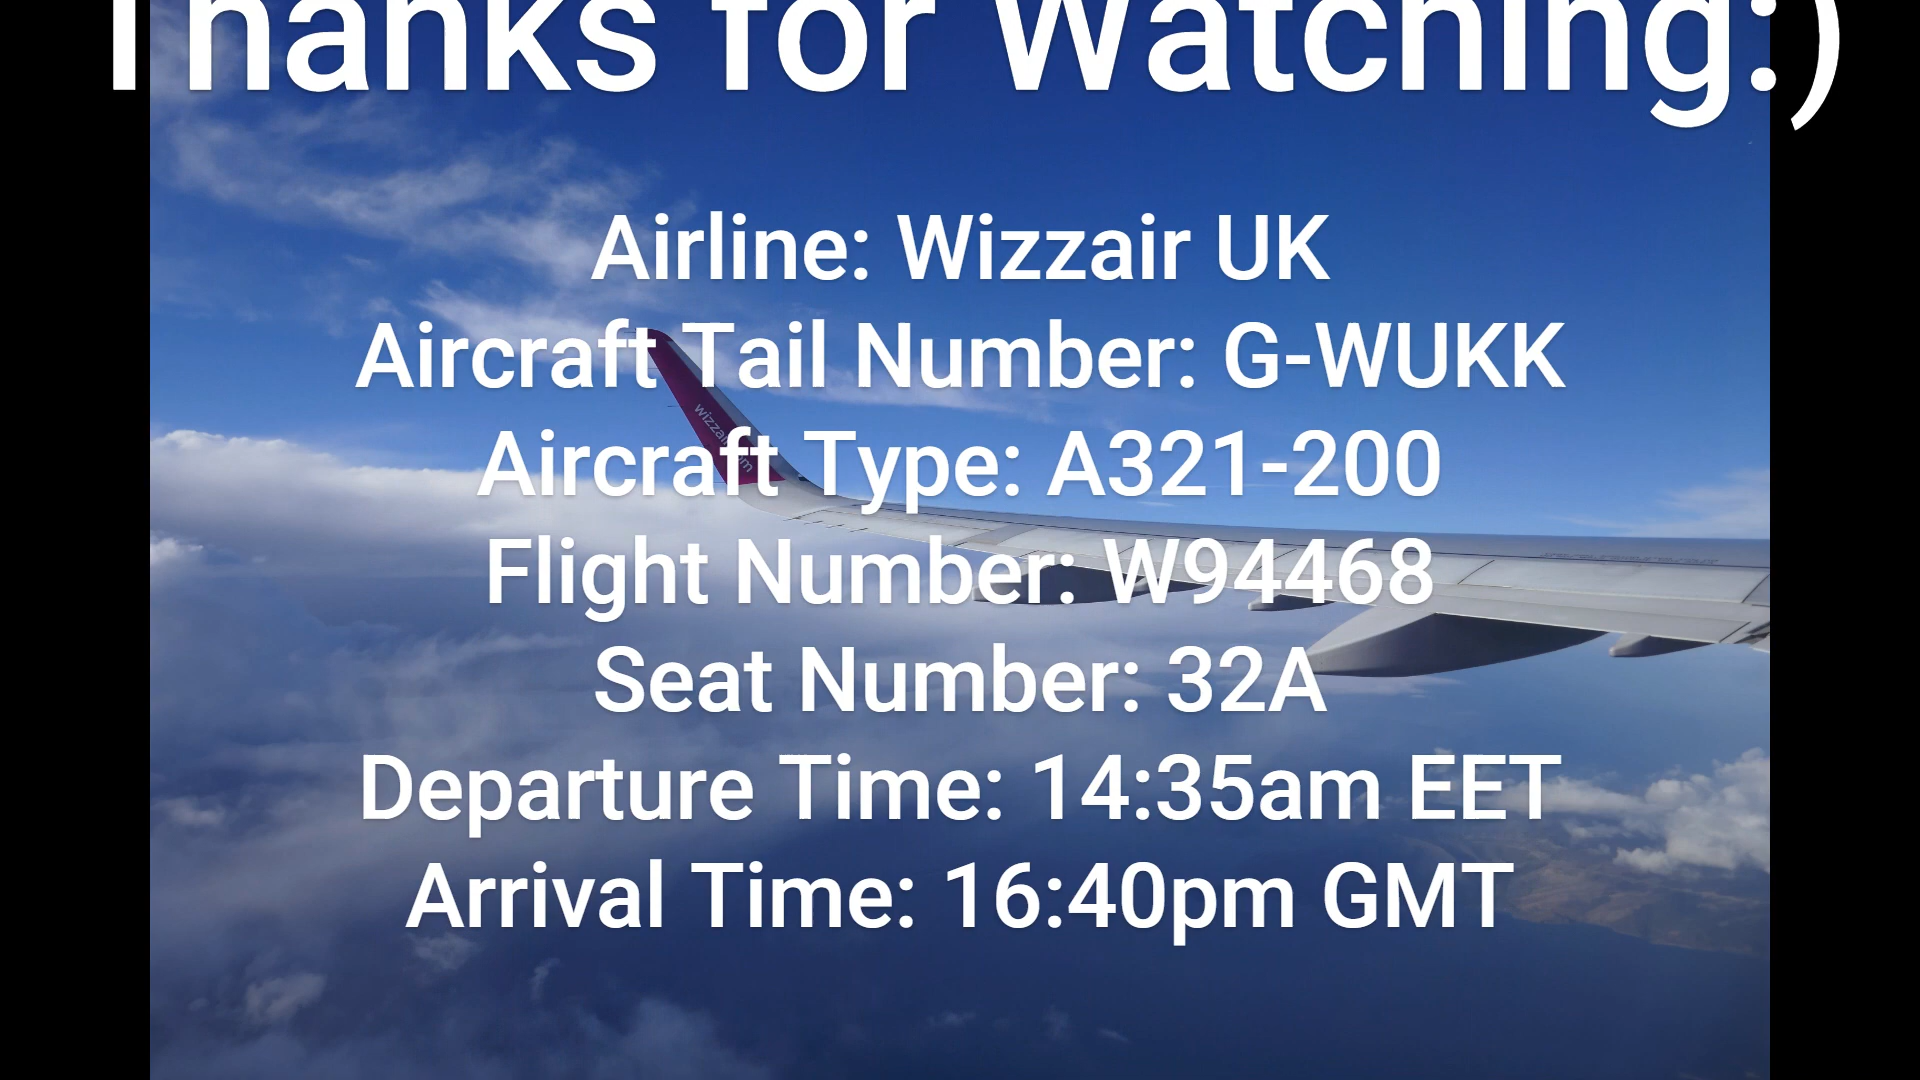 Thanks for Watching:)
Airline: Wizzair UK
Aircraft Tail Number: G-WUKK
Aircraft Type: A321-200
Flight Number: W94468
Seat Number: 32A
Departure Time: 14:35am EET
Arrival Time: 16:40pm GMT